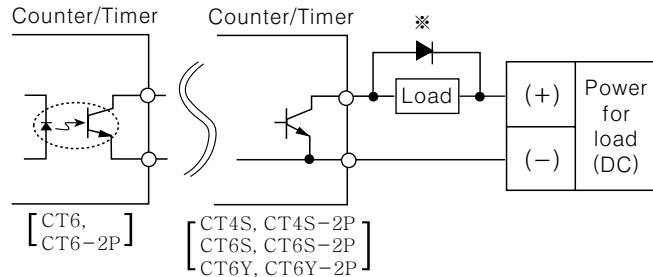 Counter/Timer
Counter/Timer
※
Load
(+)
(−)
Power
for
load
(DC)
CT6,
CT6−2P
CT4S, CT4S−2P
CT6S, CT6S−2P
CT6Y, CT6Y−2P